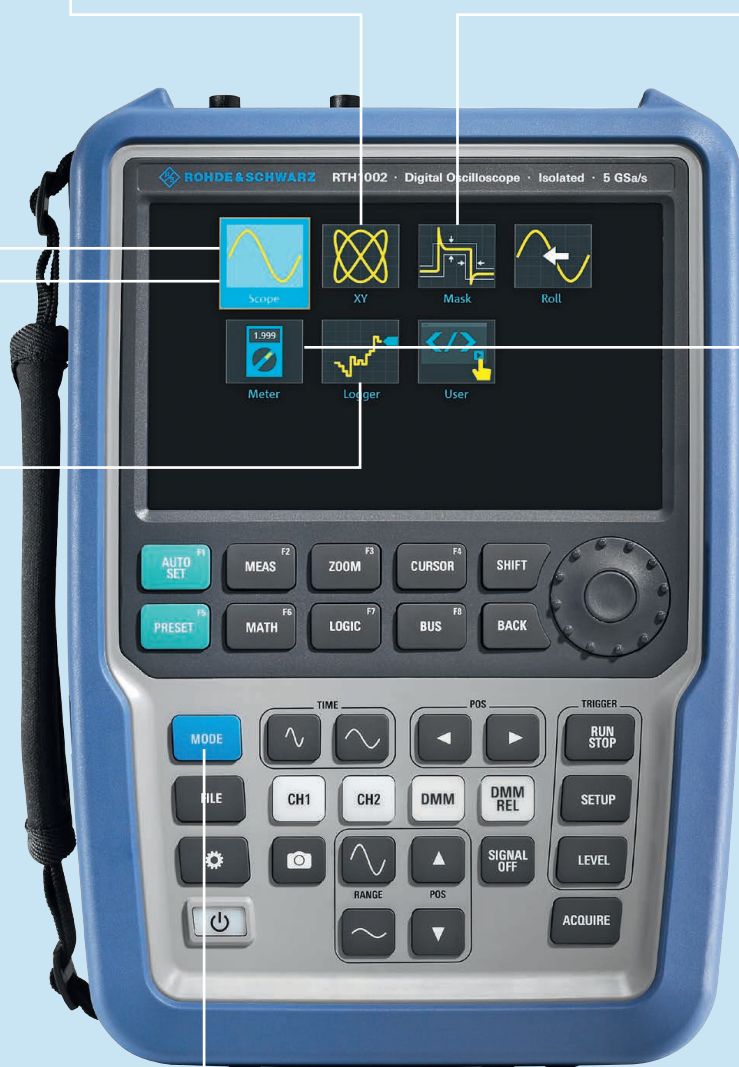 ROHDE&SCHWARZ RTH1002 · Digital Oscilloscope · Isolated · 5 GSa/s
Scope XY Mask Roll
1.999
</>
Meter Logger User
F1 F2 F3 F4
AUTO SET MEAS ZOOM CURSOR SHIFT
F5 F6 F7 F8
PRESET MATH LOGIC BUS BACK
TIME POS TRIGGER
MODE RUN STOP
FILE CH1 CH2 DMM DMM REL SETUP
SIGNAL OFF LEVEL
RANGE POS
ACQUIRE